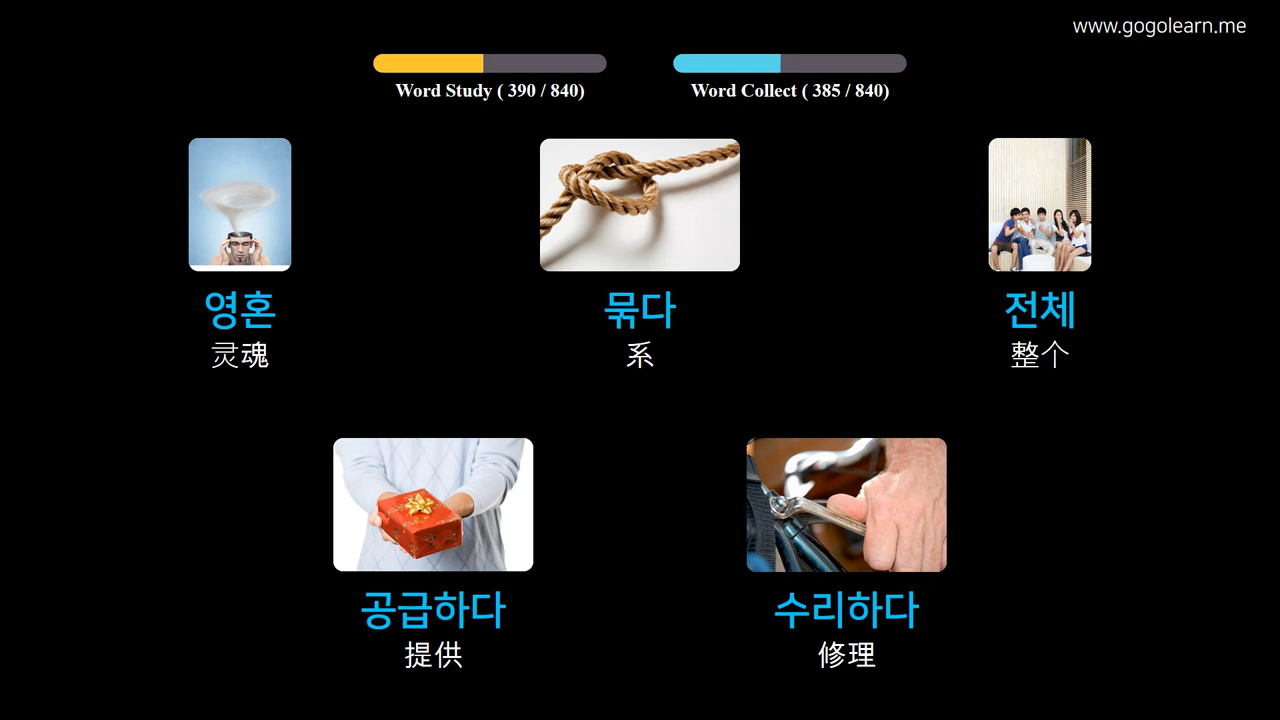 www.gogolearn.me
Word Study ( 390 / 840)
Word Collect ( 385 / 840)
영혼
灵魂
묶다
系
전체
整个
공급하다
提供
수리하다
修理